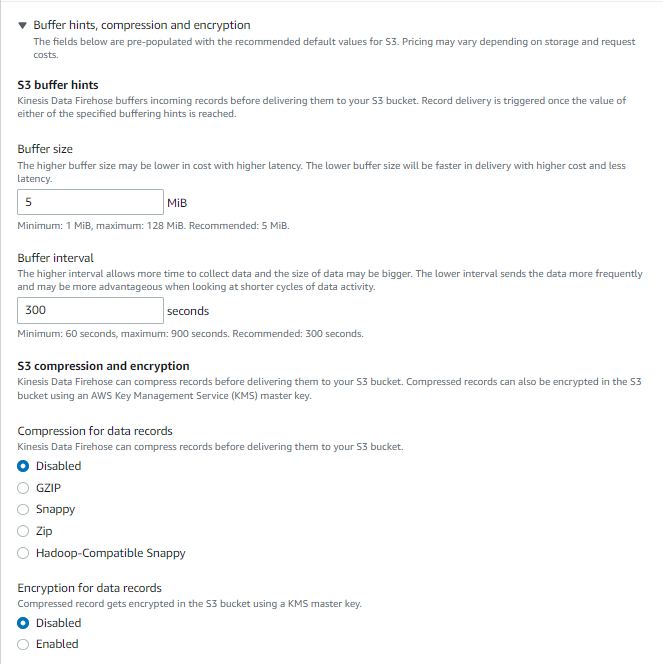 Buffer hints, compression and encryption
The fields below are pre-populated with the recommended default values for S3. Pricing may vary depending on storage and request
costs.
S3 buffer hints
Kinesis Data Firehose buffers incoming records before delivering them to your S3 bucket. Record delivery is triggered once the value of
either of the specified buffering hints is reached.
Buffer size
The higher buffer size may be lower in cost with higher latency. The lower buffer size will be faster in delivery with higher cost and less
latency.
5 MiB
Minimum: 1 MiB, maximum: 128 MiB. Recommended: 5 MiB.
Buffer interval
The higher interval allows more time to collect data and the size of data may be bigger. The lower interval sends the data more frequently
and may be more advantageous when looking at shorter cycles of data activity.
300 seconds
Minimum: 60 seconds, maximum: 900 seconds. Recommended: 300 seconds.
S3 compression and encryption
Kinesis Data Firehose can compress records before delivering them to your S3 bucket. Compressed records can also be encrypted in the S3
bucket using an AWS Key Management Service (KMS) master key.
Compression for data records
Kinesis Data Firehose can compress records before delivering them to your S3 bucket.
Disabled
GZIP
Snappy
Zip
Hadoop-Compatible Snappy
Encryption for data records
Compressed record gets encrypted in the S3 bucket using a KMS master key.
Disabled
Enabled